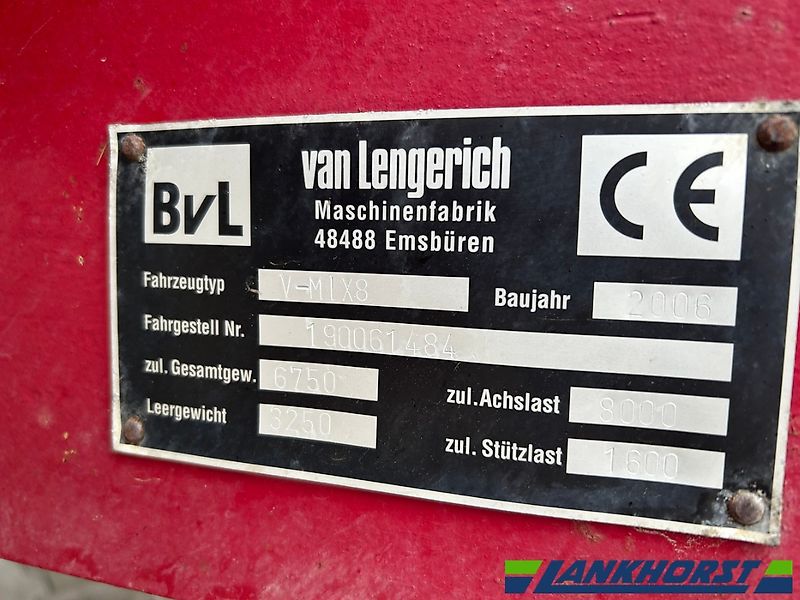 BvL
van Lengerich
Maschinenfabrik
48488 Emsbüren
CE
Fahrzeugtyp V-MIX8
Baujahr 2006
Fahrgestell Nr. 190061484
zul. Gesamtgew. 6750
zul. Achslast 8000
Leergewicht 3250
zul. Stützlast 1600
LANKHORST